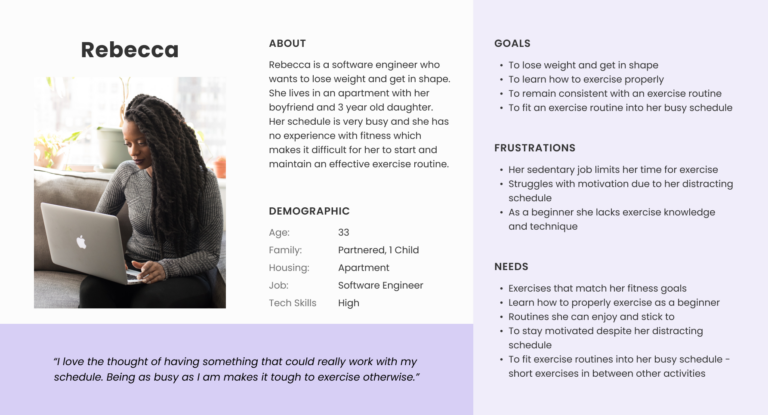 Rebecca
ABOUT
Rebecca is a software engineer who
wants to lose weight and get in shape.
She lives in an apartment with her
boyfriend and 3 year old daughter.
Her schedule is very busy and she has
no experience with fitness which
makes it difficult for her to start and
maintain an effective exercise routine.
DEMOGRAPHIC
Age: 33
Family: Partnered, 1 Child
Housing: Apartment
Job: Software Engineer
Tech Skills High
“I love the thought of having something that could really work with my
schedule. Being as busy as I am makes it tough to exercise otherwise.”
GOALS
• To lose weight and get in shape
• To learn how to exercise properly
• To remain consistent with an exercise routine
• To fit an exercise routine into her busy schedule
FRUSTRATIONS
• Her sedentary job limits her time for exercise
• Struggles with motivation due to her distracting
schedule
• As a beginner she lacks exercise knowledge
and technique
NEEDS
• Exercises that match her fitness goals
• Learn how to properly exercise as a beginner
• Routines she can enjoy and stick to
• To stay motivated despite her distracting
schedule
• To fit exercise routines into her busy schedule -
short exercises in between other activities